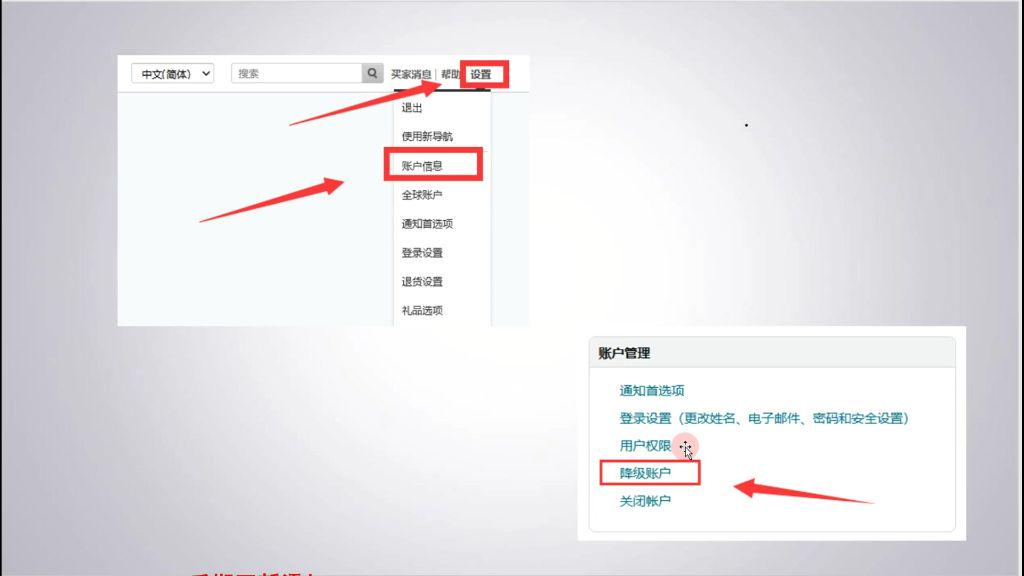 中文(简体) 搜索 买家消息 | 帮助 设置
退出
使用新导航
账户信息
全球账户
通知首选项
登录设置
退货设置
礼品选项
账户管理
通知首选项
登录设置（更改姓名、电子邮件、密码和安全设置）
用户权限
降级账户
关闭帐户